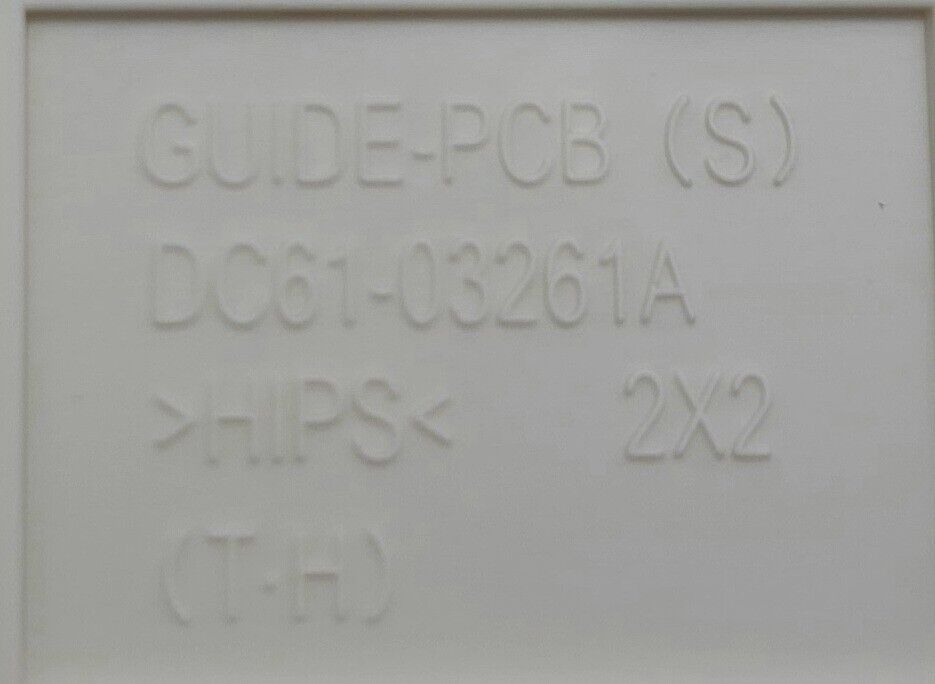 GUIDE-PCB (S)
DC61-03261A
>HIPS< 2X2
(T-H)